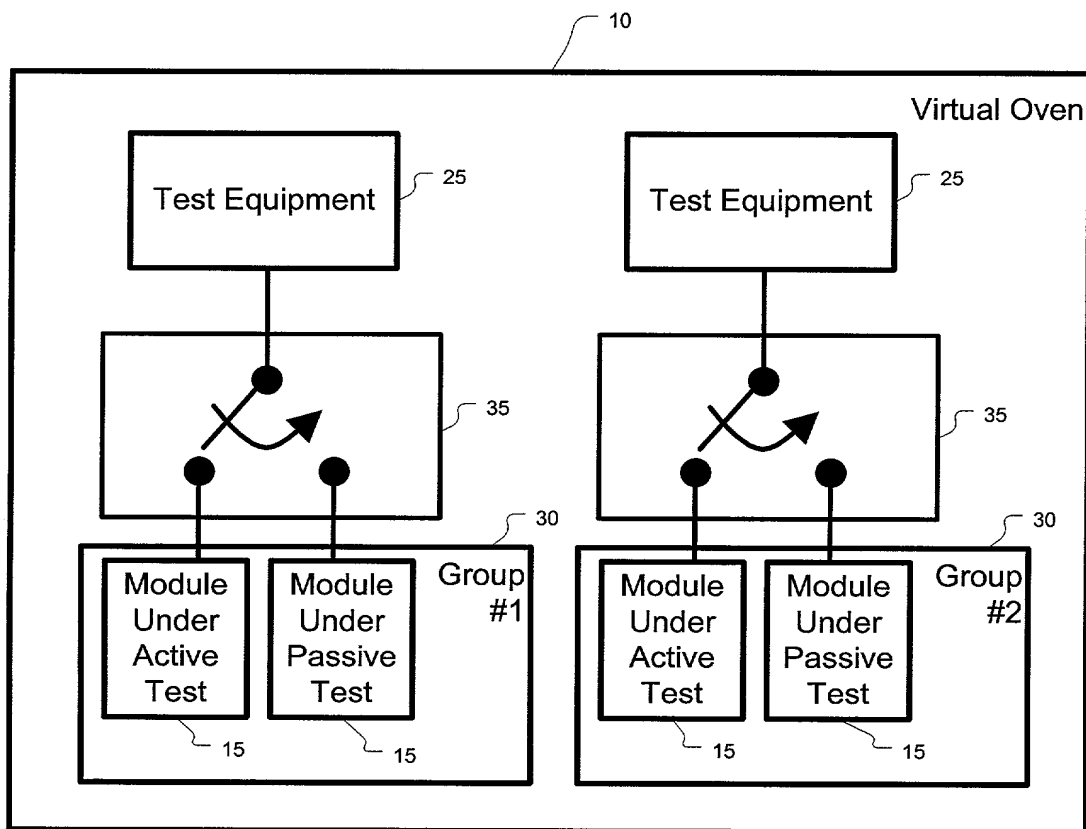 10
Virtual Oven
Test Equipment
25
Test Equipment
25
35
35
30
Group
#1
Module
Under
Active
Test
15
Module
Under
Passive
Test
15
30
Group
#2
Module
Under
Active
Test
15
Module
Under
Passive
Test
15